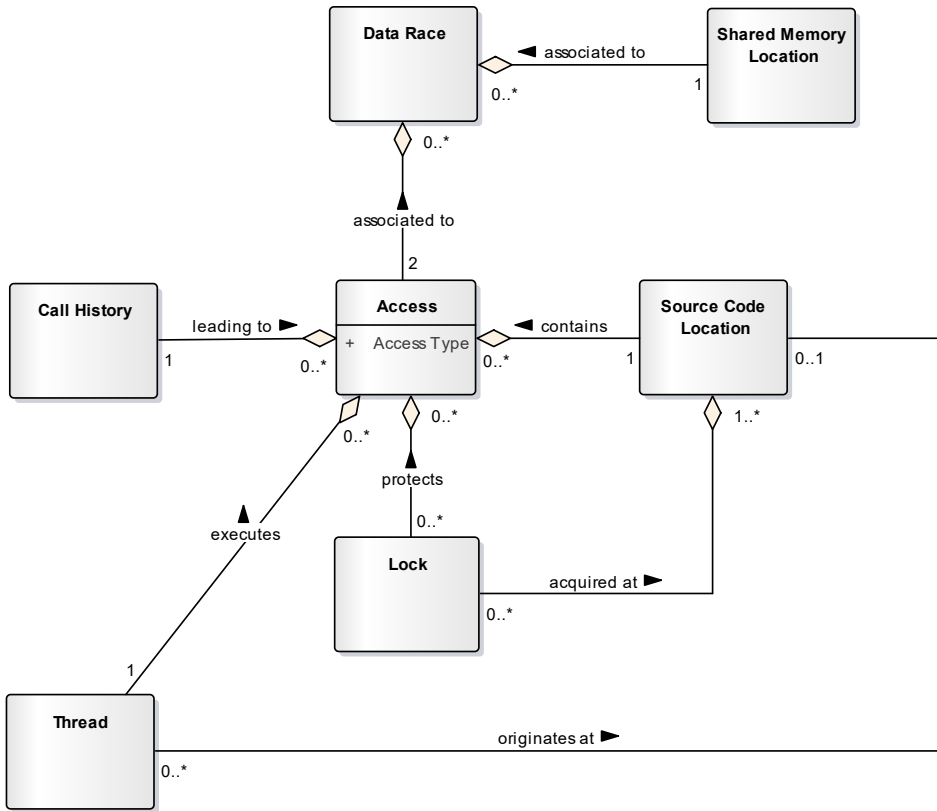 Data Race
Shared Memory
Location
associated to
0..*
1
0..*
associated to
2
Call History
leading to
1
0..*
Access
+ Access Type
contains
0..*
1
Source Code
Location
0..1
0..*
0..*
1..*
protects
executes
0..*
Lock
acquired at
0..*
1
Thread
originates at
0..*